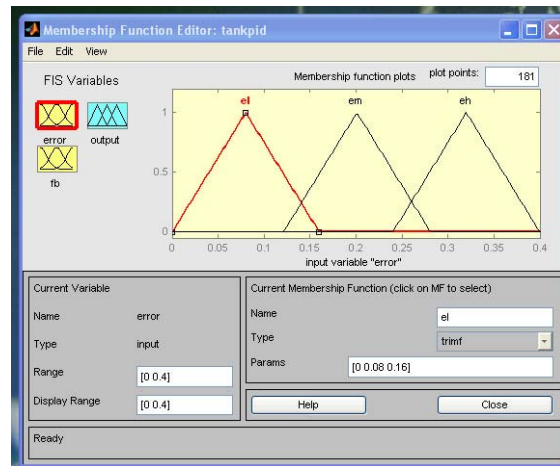 Membership Function Editor: tankpid
File Edit View
FIS Variables
error
output
fb
Membership function plots
plot points:
181
el
em
eh
1
0.5
0
0 0.05 0.1 0.15 0.2 0.25 0.3 0.35 0.4
input variable "error"
Current Variable
Name error
Type input
Range [0 0.4]
Display Range [0 0.4]
Current Membership Function (click on MF to select)
Name el
Type trimf
Params [0 0.08 0.16]
Help
Close
Ready